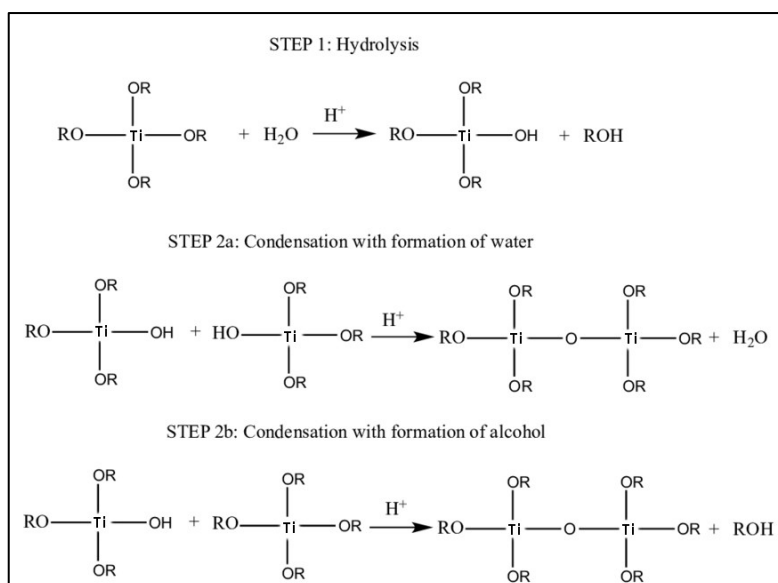 STEP 1: Hydrolysis
OR OR
RO Ti OR + H₂O H⁺ RO Ti OH + ROH
OR OR
STEP 2a: Condensation with formation of water
OR OR OR OR
RO Ti OH + HO Ti OR H⁺ RO Ti O Ti OR + H₂O
OR OR OR OR
STEP 2b: Condensation with formation of alcohol
OR OR OR OR
RO Ti OH + RO Ti OR H⁺ RO Ti O Ti OR + ROH
OR OR OR OR